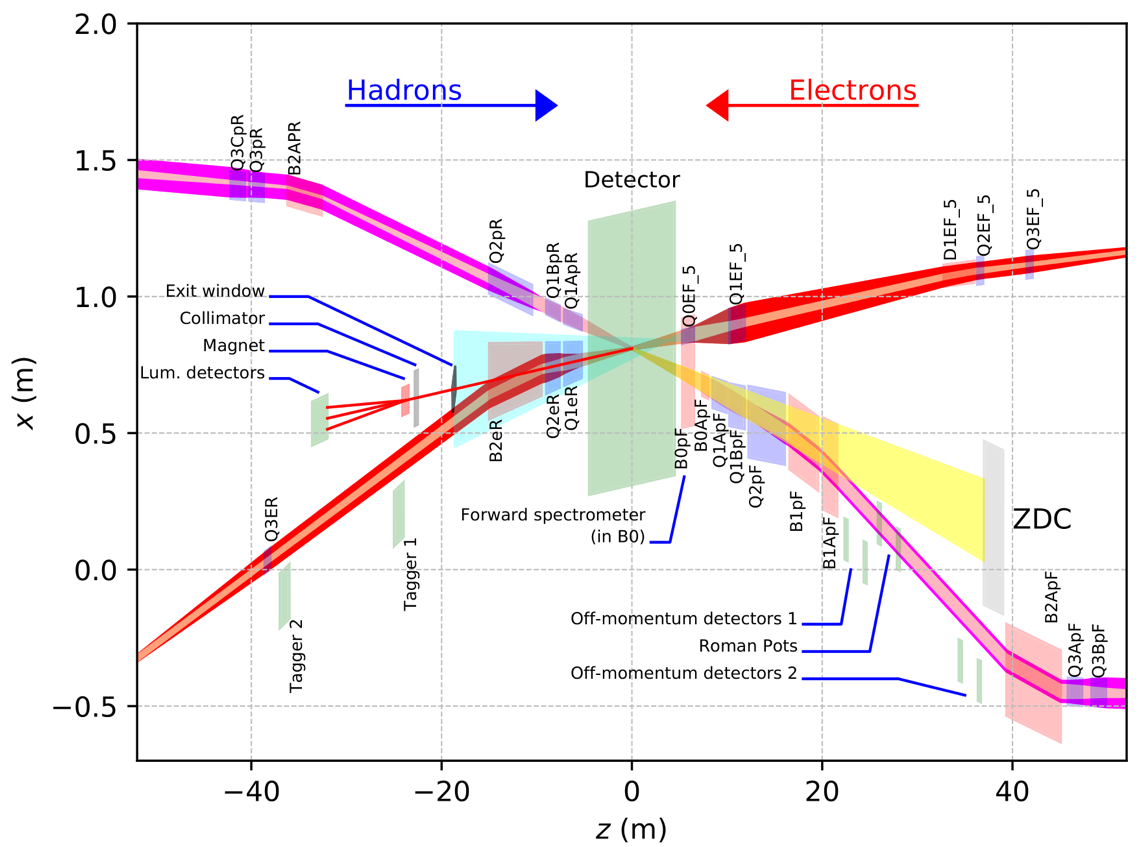 2.0
1.5
1.0
0.5
0.0
−0.5
x (m)
Hadrons
Electrons
Q3CpR
Q3pR
B2APR
Detector
Q2pR
Q1BpR
Q1ApR
Q0EF_5
Q1EF_5
D1EF_5
Q2EF_5
Q3EF_5
Exit window
Collimator
Magnet
Lum. detectors
B2eR
Q2eR
Q1eR
B0pF
B0ApF
Q1ApF
Q1BpF
Q2pF
B1pF
B1ApF
ZDC
Forward spectrometer
(in B0)
Q3ER
Tagger 1
Tagger 2
Off-momentum detectors 1
Roman Pots
Off-momentum detectors 2
B2ApF
Q3ApF
Q3BpF
−40
−20
0
20
40
z (m)